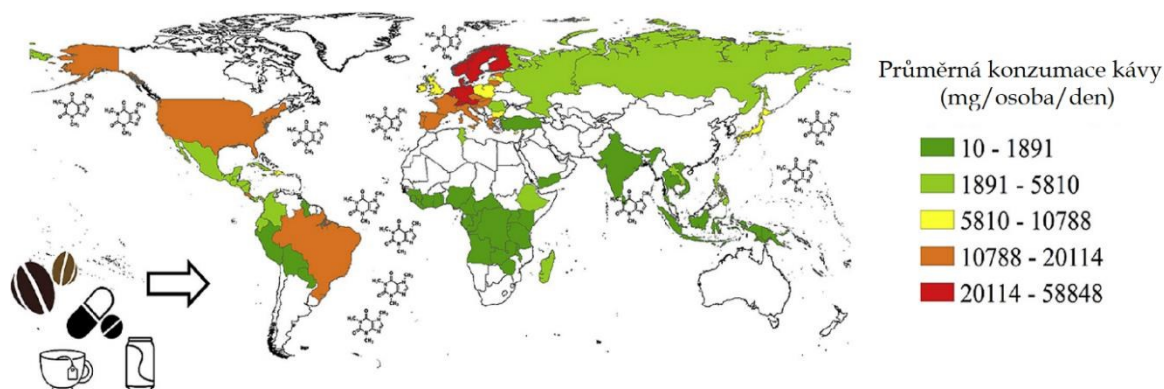 Průměrná konzumace kávy
(mg/osoba/den)
10 - 1891
1891 - 5810
5810 - 10788
10788 - 20114
20114 - 58848